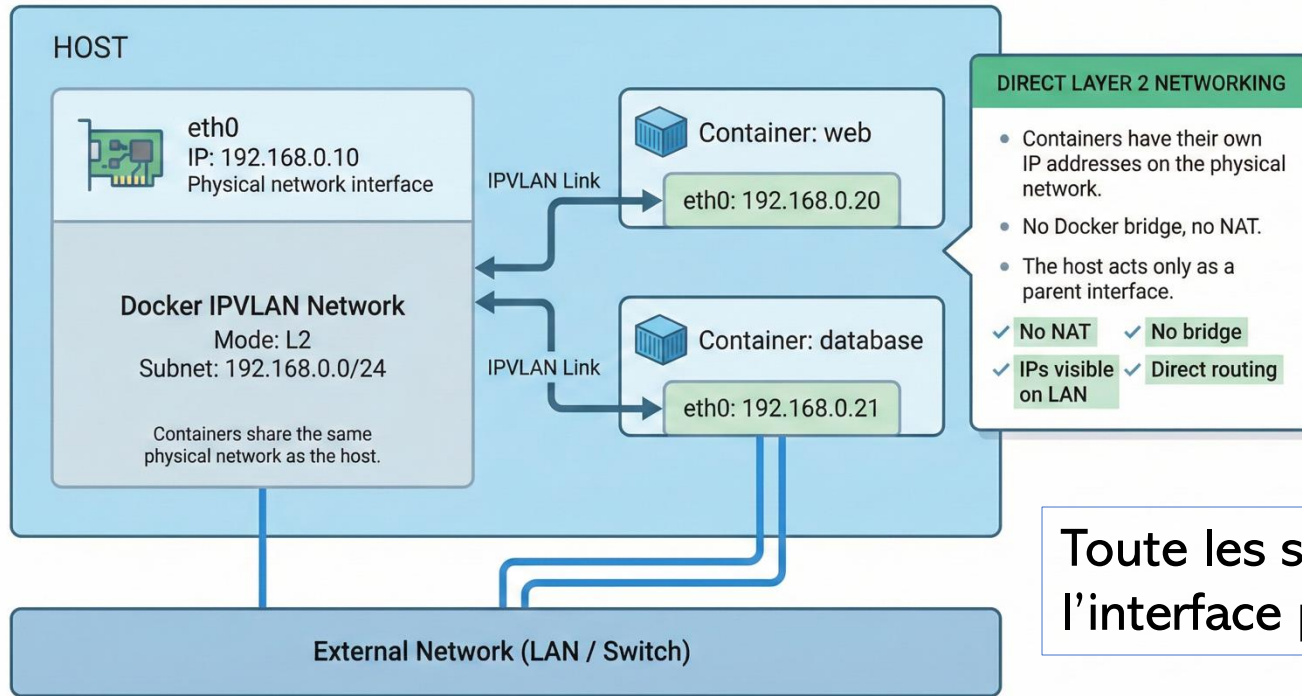 HOST
eth0
IP: 192.168.0.10
Physical network interface
Docker IPVLAN Network
Mode: L2
Subnet: 192.168.0.0/24
Containers share the same
physical network as the host.
IPVLAN Link
IPVLAN Link
Container: web
eth0: 192.168.0.20
Container: database
eth0: 192.168.0.21
DIRECT LAYER 2 NETWORKING
• Containers have their own
IP addresses on the physical
network.
• No Docker bridge, no NAT.
• The host acts only as a
parent interface.
✓ No NAT ✓ No bridge
✓ IPs visible on LAN ✓ Direct routing
Toute les s
l'interface p
External Network (LAN / Switch)